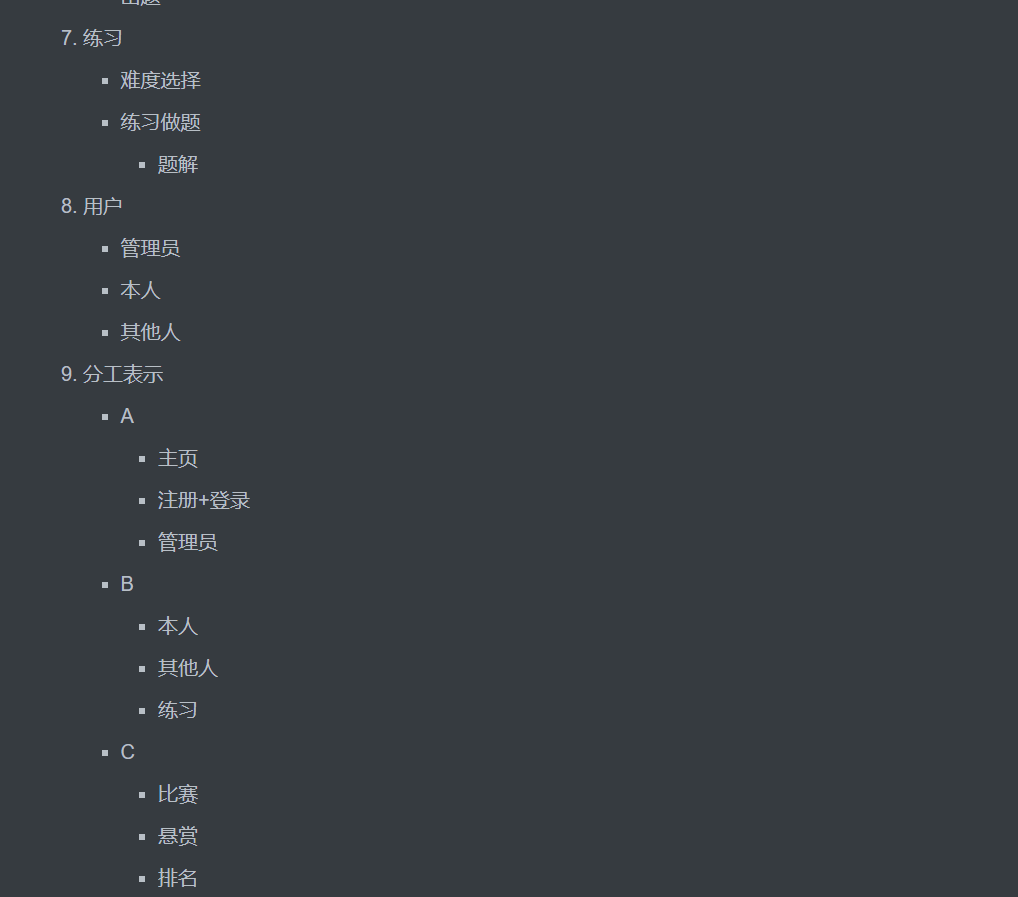 7. 练习
难度选择
练习做题
题解
8. 用户
管理员
本人
其他人
9. 分工表示
A
主页
注册+登录
管理员
B
本人
其他人
练习
C
比赛
悬赏
排名